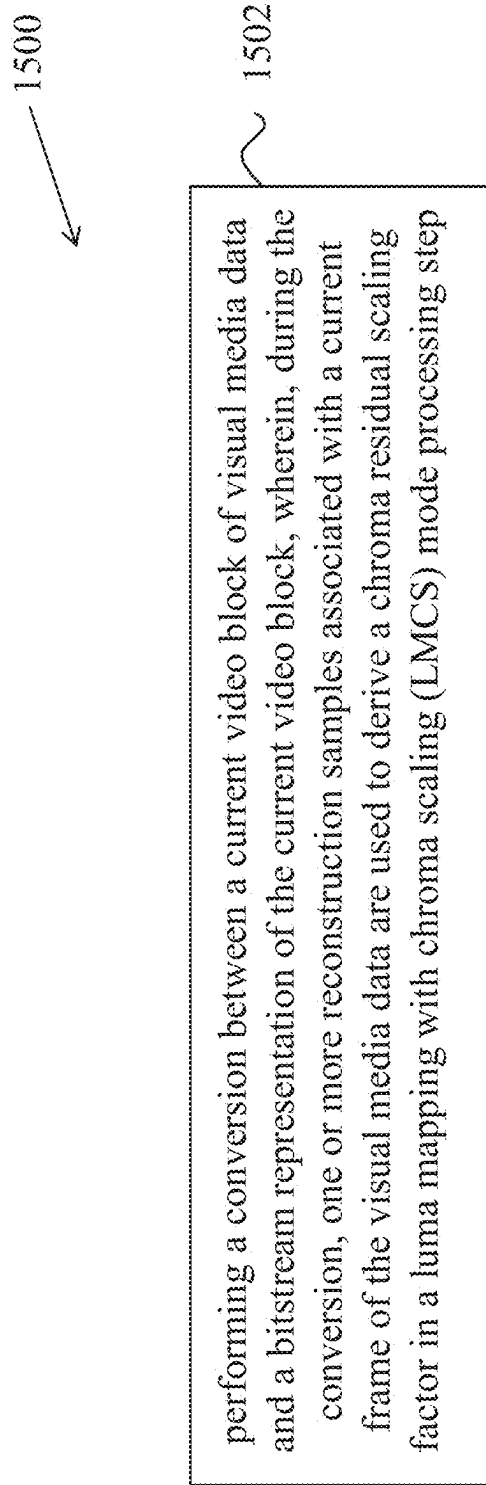 1500
1502
performing a conversion between a current video block of visual media data
and a bitstream representation of the current video block, wherein, during the
conversion, one or more reconstruction samples associated with a current
frame of the visual media data are used to derive a chroma residual scaling
factor in a luma mapping with chroma scaling (LMCS) mode processing step